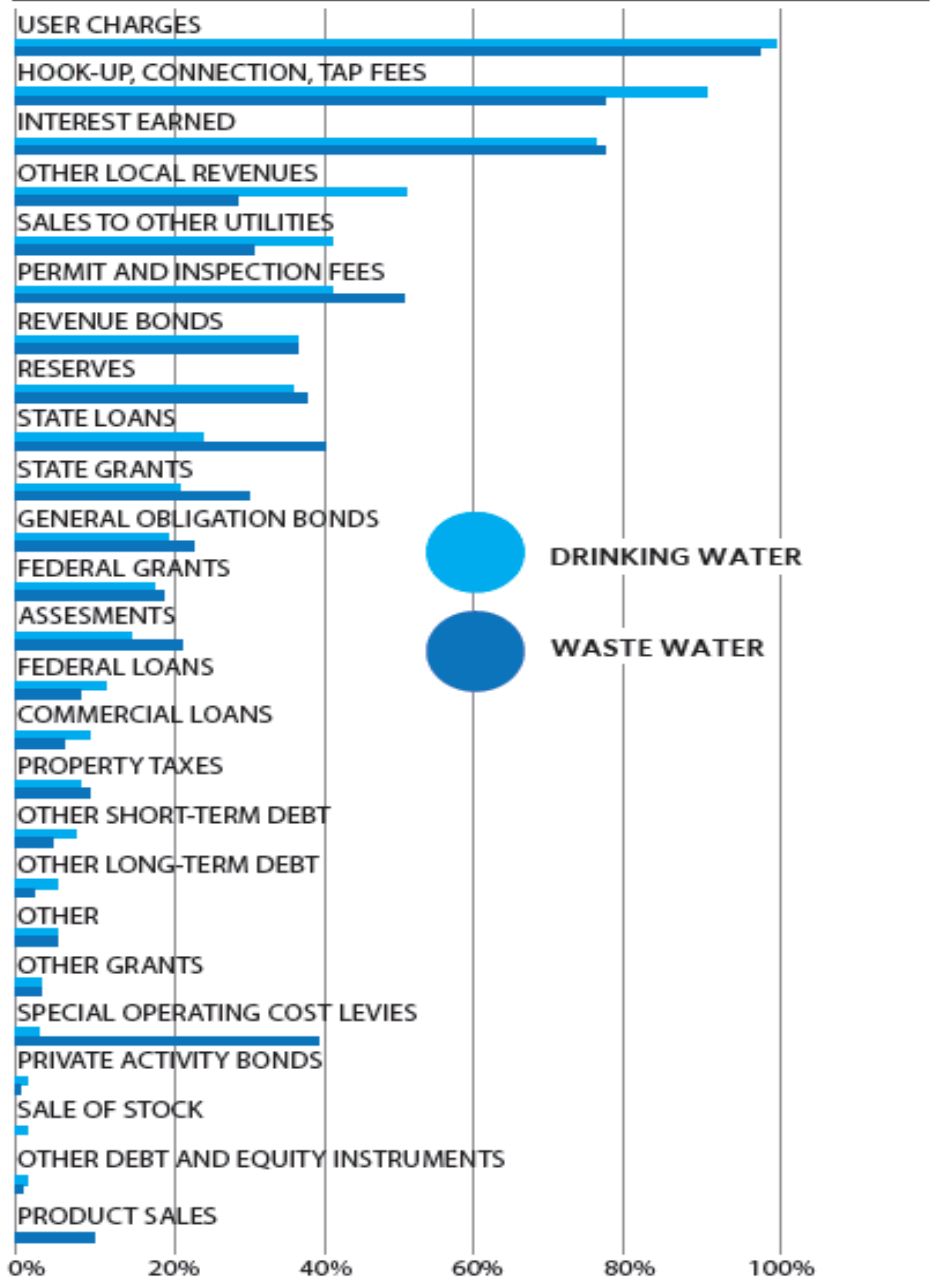 USER CHARGES
HOOK-UP, CONNECTION, TAP FEES
INTEREST EARNED
OTHER LOCAL REVENUES
SALES TO OTHER UTILITIES
PERMIT AND INSPECTION FEES
REVENUE BONDS
RESERVES
STATE LOANS
STATE GRANTS
GENERAL OBLIGATION BONDS
FEDERAL GRANTS
ASSESMENTS
FEDERAL LOANS
COMMERCIAL LOANS
PROPERTY TAXES
OTHER SHORT-TERM DEBT
OTHER LONG-TERM DEBT
OTHER
OTHER GRANTS
SPECIAL OPERATING COST LEVIES
PRIVATE ACTIVITY BONDS
SALE OF STOCK
OTHER DEBT AND EQUITY INSTRUMENTS
PRODUCT SALES
0% 20% 40% 60% 80% 100%
DRINKING WATER
WASTE WATER